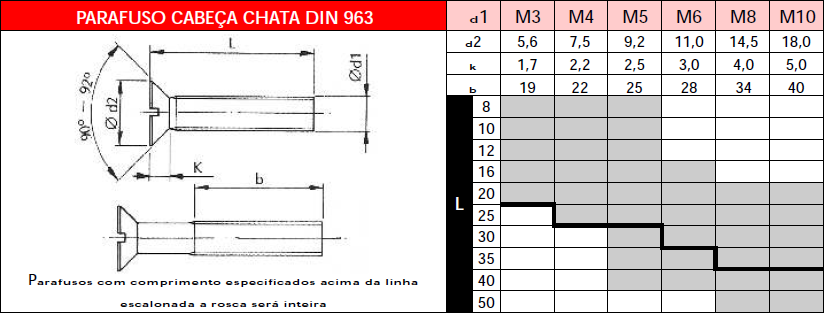 PARAFUSO CABEÇA CHATA DIN 963
L
Ød1
90° - 92°
Ø d2
K
b
Parafusos com comprimento especificados acima da linha
escalonada a rosca será inteira
d1 M3 M4 M5 M6 M8 M10
d2 5,6 7,5 9,2 11,0 14,5 18,0
k 1,7 2,2 2,5 3,0 4,0 5,0
b 19 22 25 28 34 40
L
8
10
12
16
20
25
30
35
40
50